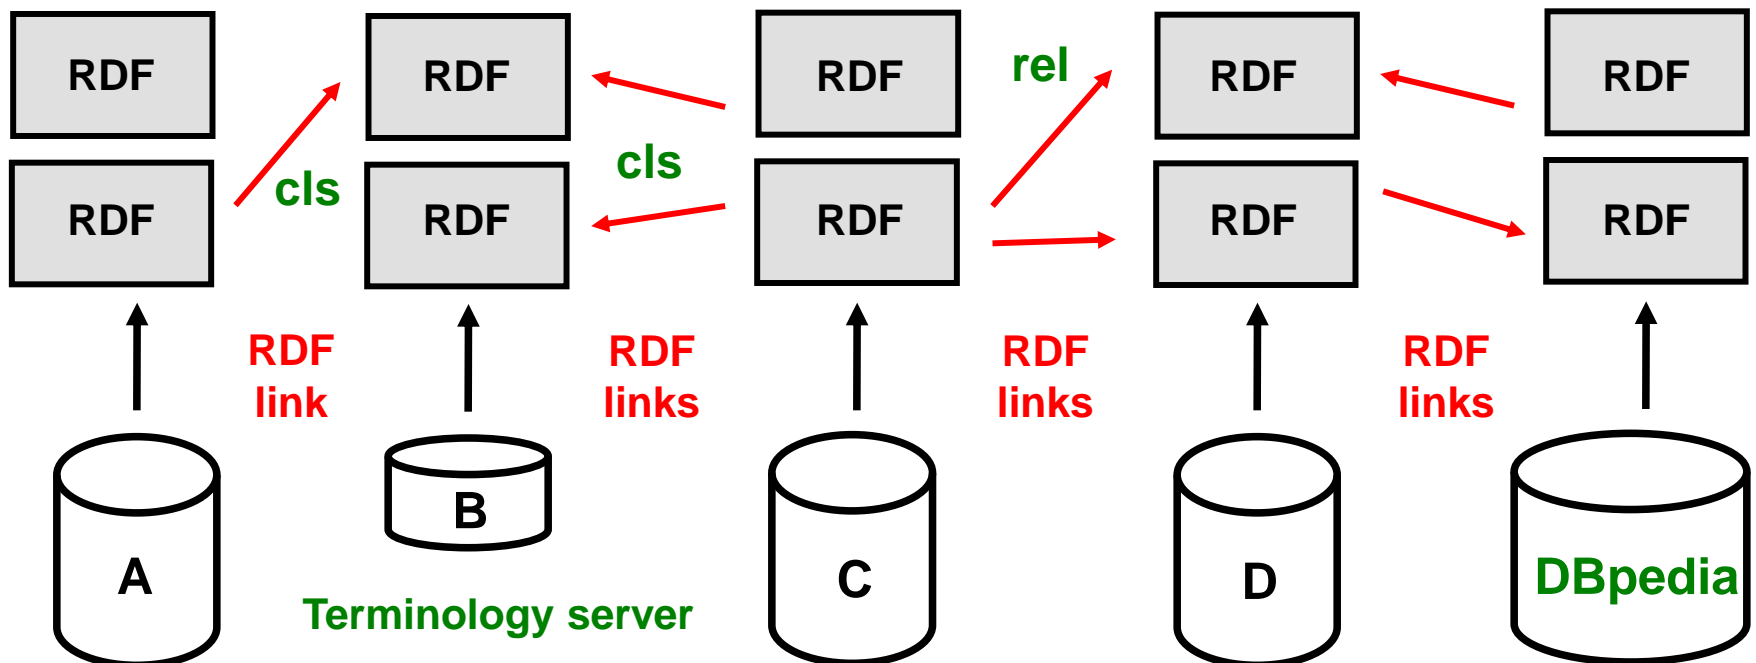 RDF
RDF
RDF
RDF
RDF
rel
cls
cls
RDF
RDF
RDF
RDF
RDF
RDF
link
RDF
links
RDF
links
RDF
links
A
B
C
D
DBpedia
Terminology server